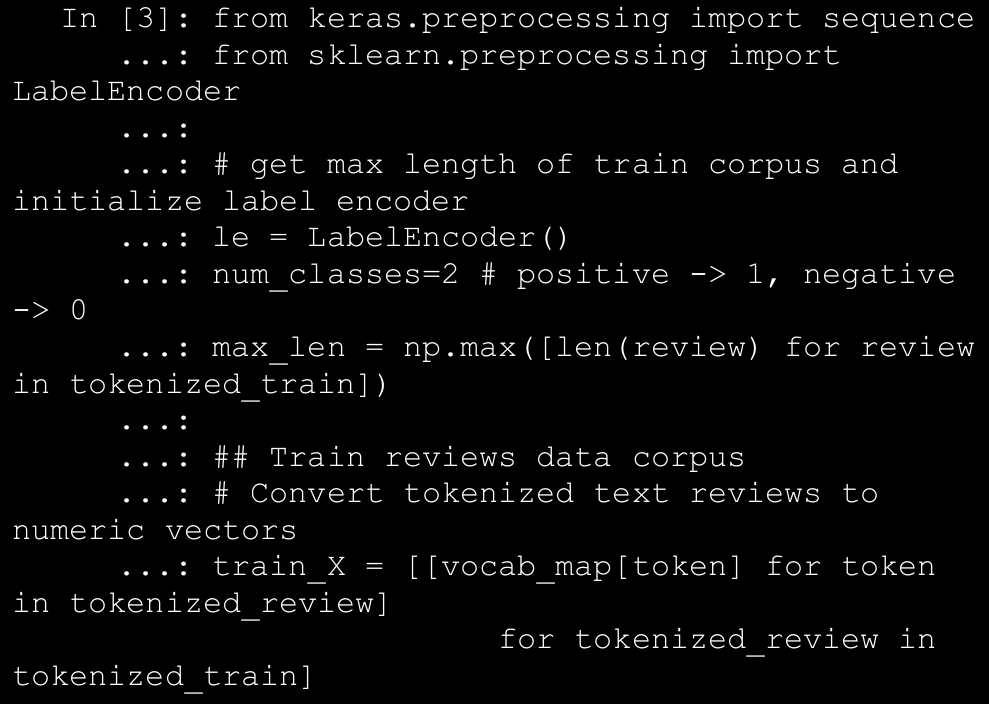 In [3]: from keras.preprocessing import sequence
...: from sklearn.preprocessing import
LabelEncoder
...:
...: # get max length of train corpus and
initialize label encoder
...: le = LabelEncoder()
...: num_classes=2 # positive -> 1, negative
-> 0
...: max_len = np.max([len(review) for review
in tokenized_train])
...:
...: ## Train reviews data corpus
...: # Convert tokenized text reviews to
numeric vectors
...: train_X = [[vocab_map[token] for token
in tokenized_review]
for tokenized_review in
tokenized_train]